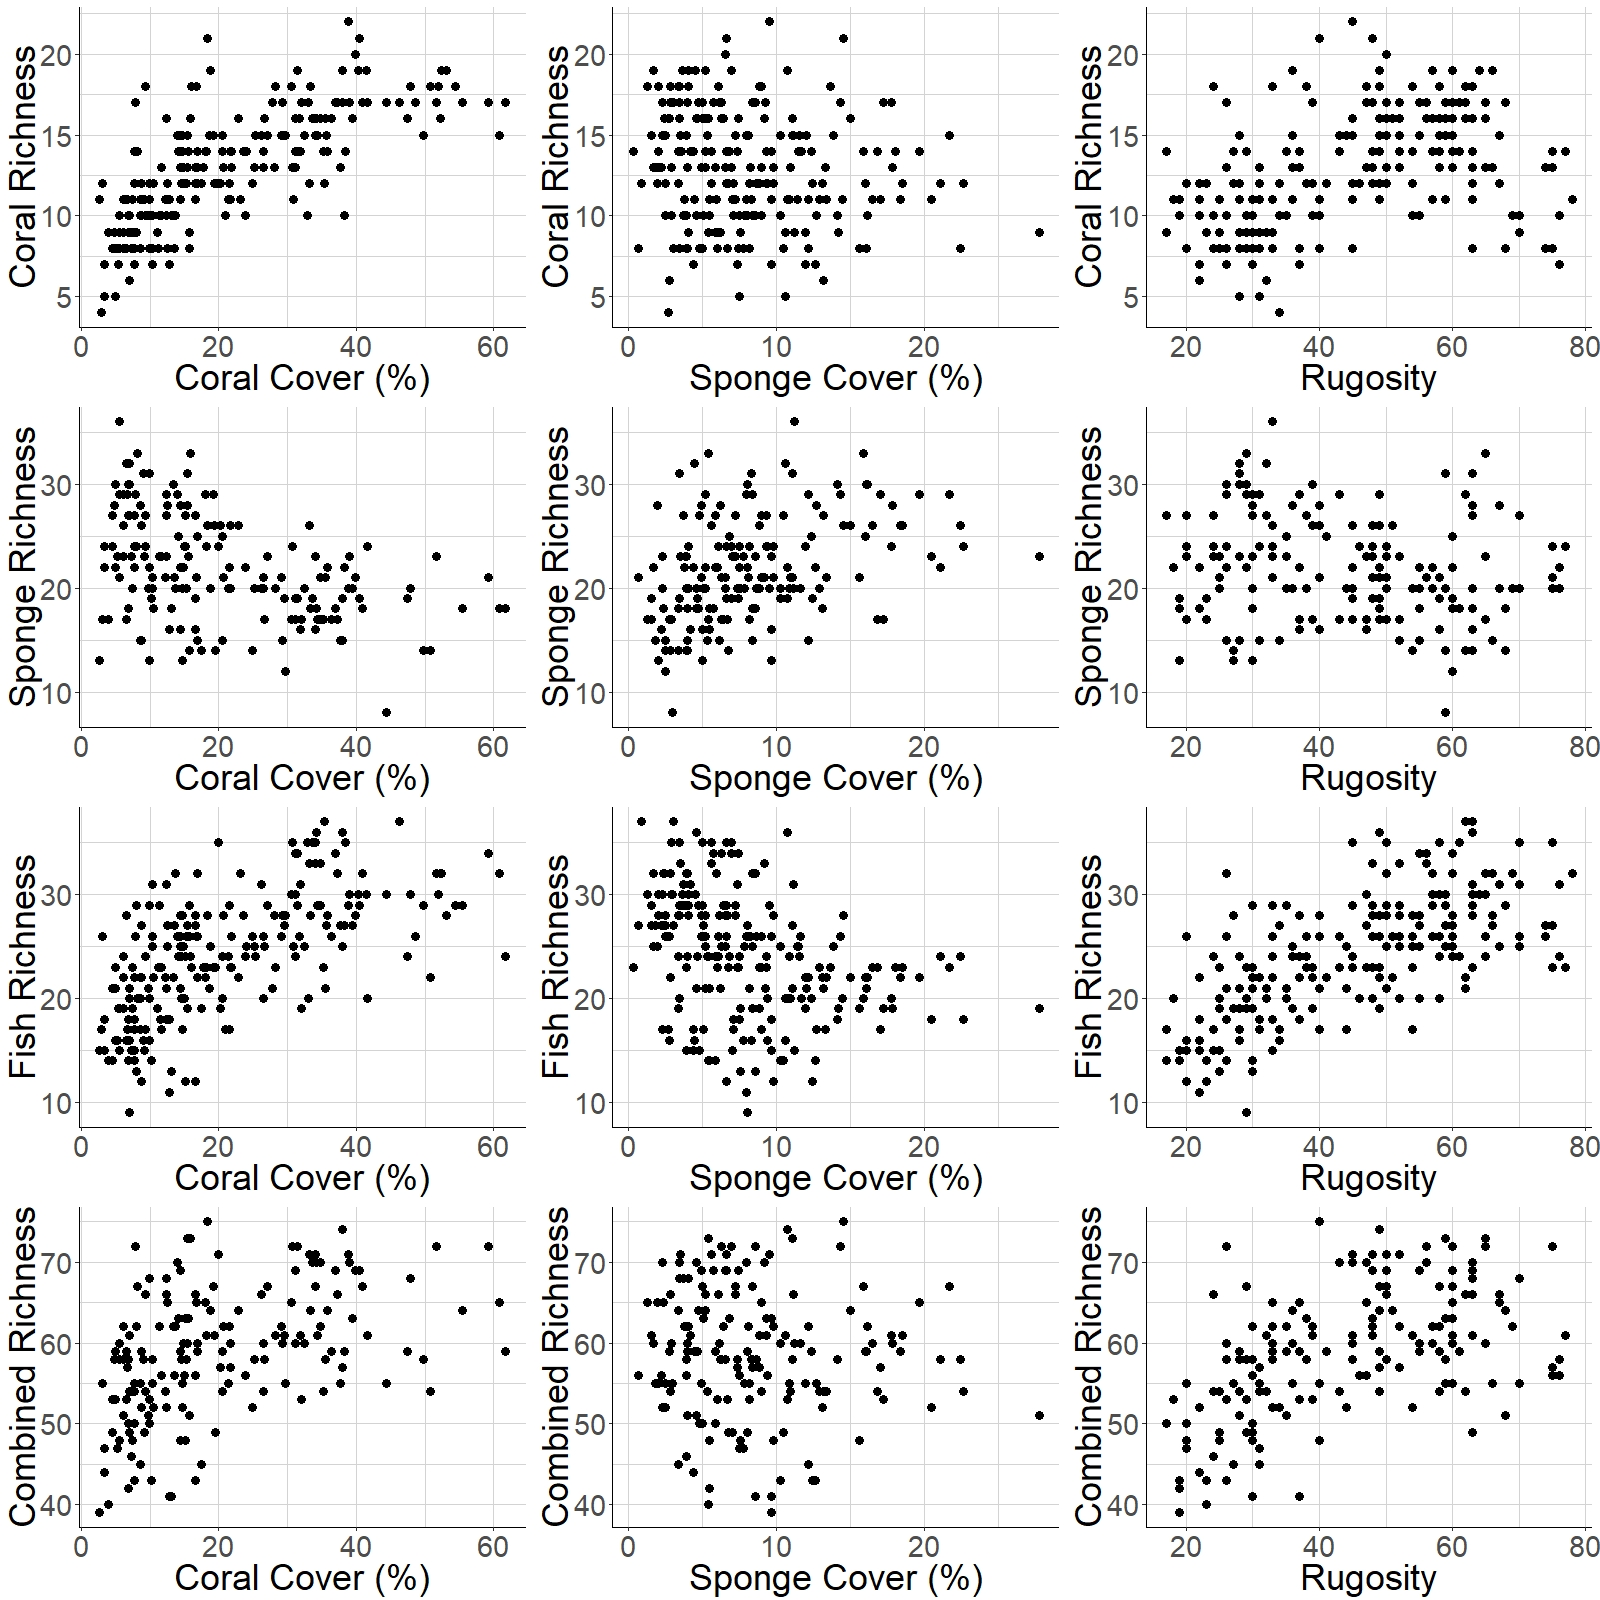 Coral Richness
20
15
10
5
0 20 40 60
Coral Cover (%)
Coral Richness
20
15
10
5
0 10 20
Sponge Cover (%)
Coral Richness
20
15
10
5
20 40 60 80
Rugosity
Sponge Richness
30
20
10
0 20 40 60
Coral Cover (%)
Sponge Richness
30
20
10
0 10 20
Sponge Cover (%)
Sponge Richness
30
20
10
20 40 60 80
Rugosity
Fish Richness
30
20
10
0 20 40 60
Coral Cover (%)
Fish Richness
30
20
10
0 10 20
Sponge Cover (%)
Fish Richness
30
20
10
20 40 60 80
Rugosity
Combined Richness
70
60
50
40
0 20 40 60
Coral Cover (%)
Combined Richness
70
60
50
40
0 10 20
Sponge Cover (%)
Combined Richness
70
60
50
40
20 40 60 80
Rugosity